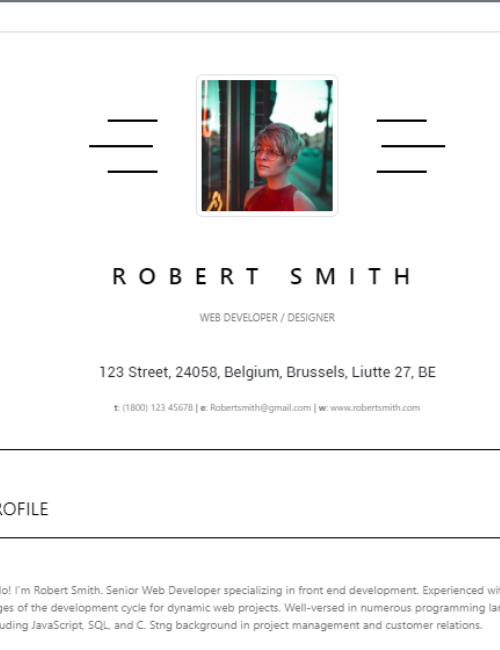 ROBERT SMITH
WEB DEVELOPER / DESIGNER
123 Street, 24058, Belgium, Brussels, Liutte 27, BE
t: (1800) 123 45678 | e: Robertsmith@gmail.com | w: www.robertsmith.com
ROFILE
lo! I'm Robert Smith. Senior Web Developer specializing in front end development. Experienced wit
ges of the development cycle for dynamic web projects. Well-versed in numerous programming lan
uding JavaScript, SQL, and C. Stng background in project management and customer relations.